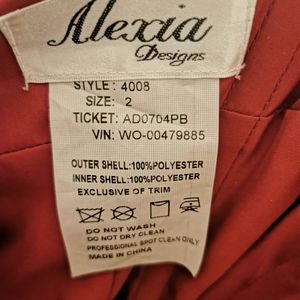 Alexia
Designs
STYLE : 4008
SIZE: 2
TICKET: AD0704PB
V/N: WO-00479885
OUTER SHELL:100%POLYESTER
INNER SHELL:100%POLYESTER
EXCLUSIVE OF TRIM
DO NOT WASH
DO NOT DRY CLEAN
PROFESSIONAL SPOT CLEAN ONLY
MADE IN CHINA